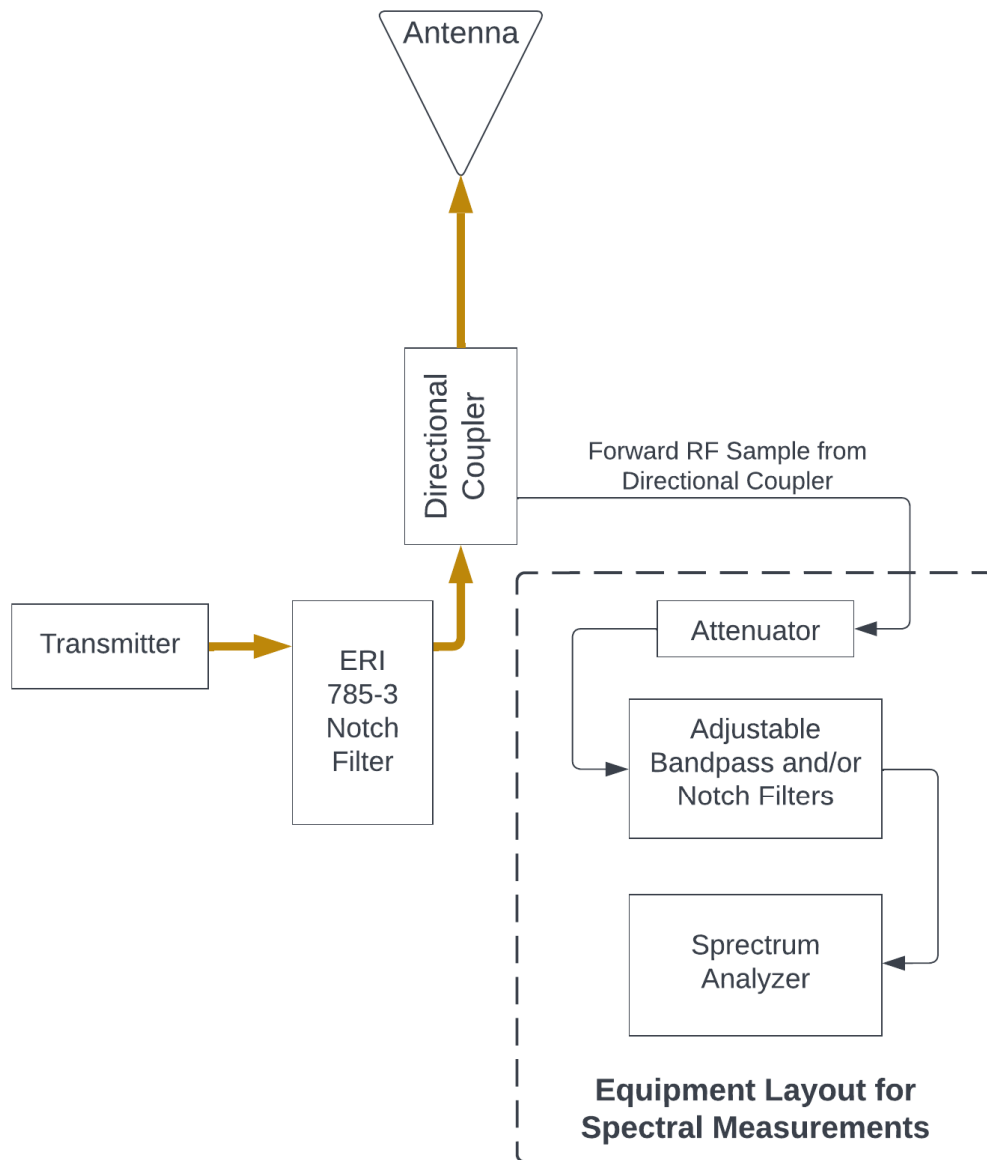 Antenna
Directional
Coupler
Forward RF Sample from
Directional Coupler
Transmitter
ERI
785-3
Notch
Filter
Attenuator
Adjustable
Bandpass and/or
Notch Filters
Sprectrum
Analyzer
Equipment Layout for
Spectral Measurements